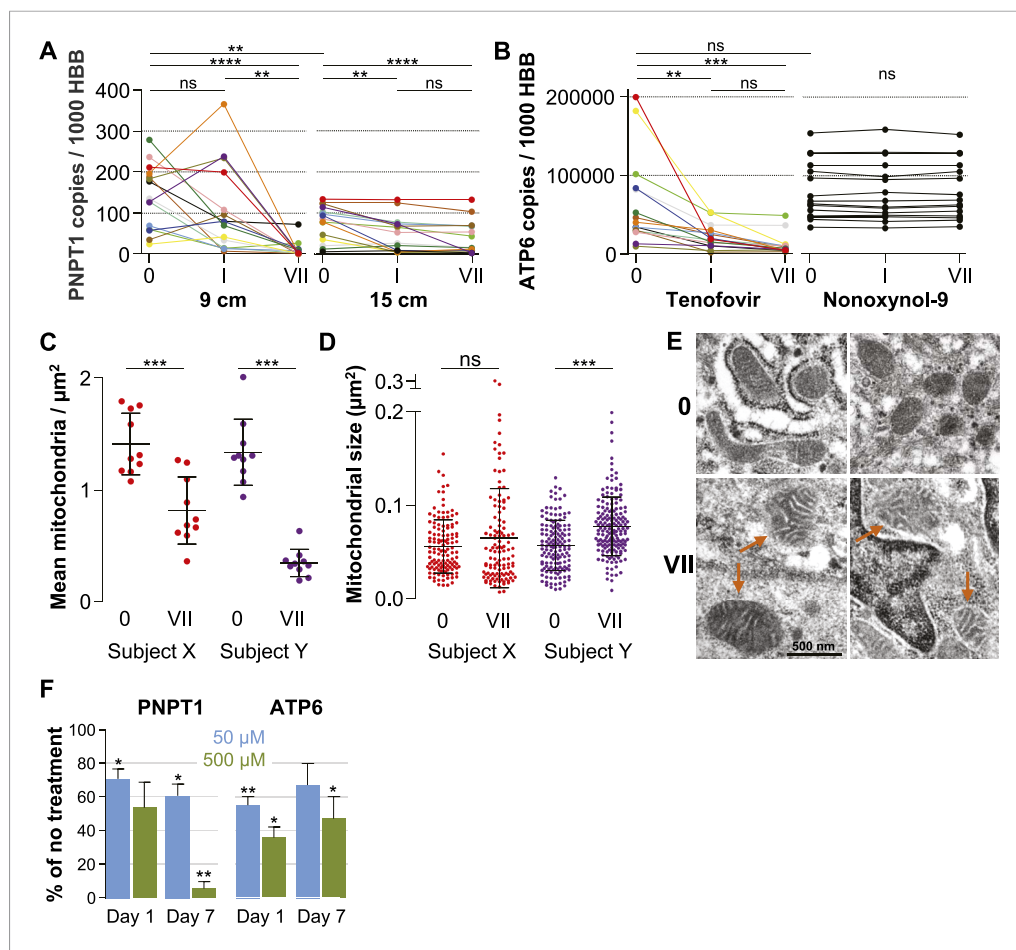 A
PNPT1 copies / 1000 HBB
**
****
****
ns
**
**
ns
400
300
200
100
0
0 I VII
0 I VII
9 cm
15 cm
B
ATP6 copies / 1000 HBB
ns
***
**
ns
ns
200000
100000
0
0 I VII
0 I VII
Tenofovir
Nonoxynol-9
C
Mean mitochondria / µm²
***
***
2
1
0
0 VII
0 VII
Subject X
Subject Y
D
Mitochondrial size (µm²)
ns
***
0.3
0.2
0.1
0.0
0 VII
0 VII
Subject X
Subject Y
E
0
VII
500 nm
F
PNPT1
ATP6
% of no treatment
50 µM
500 µM
100
80
60
40
20
0
*
*
**
**
*
*
Day 1
Day 7
Day 1
Day 7